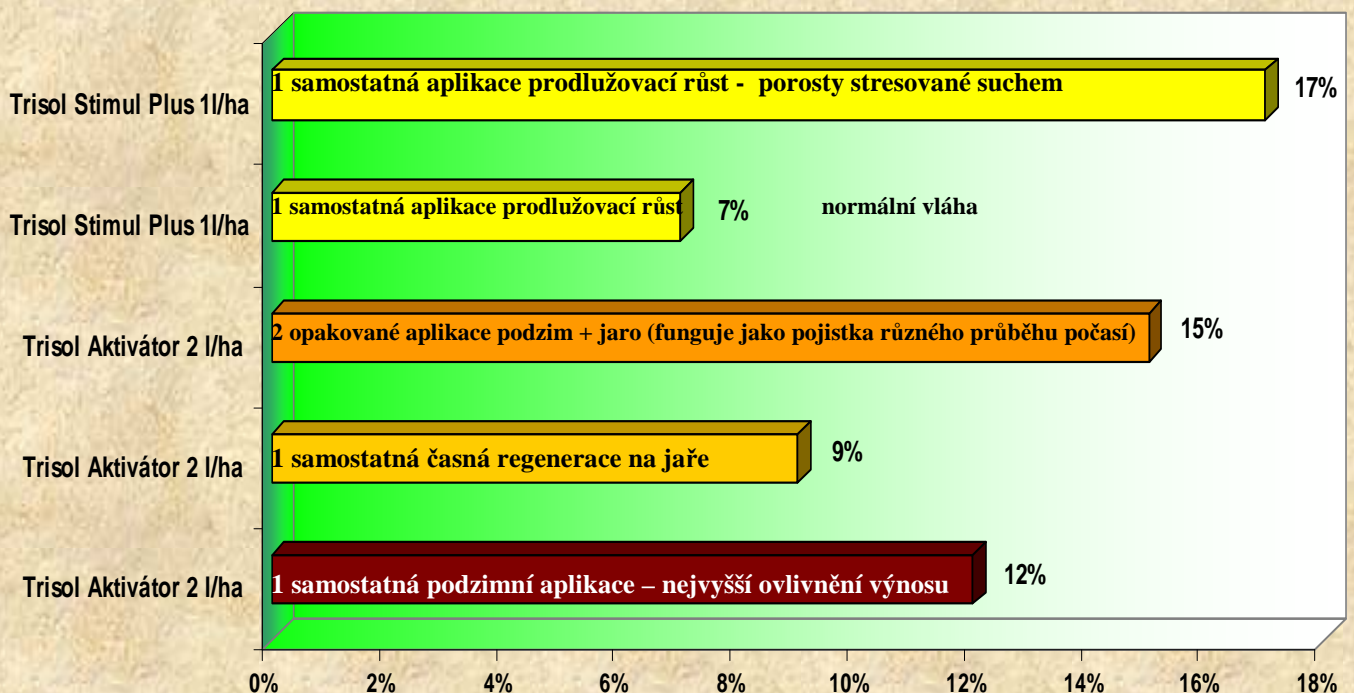 Trisol Stimul Plus 1l/ha
1 samostatná aplikace prodlužovací růst - porosty stresované suchem
17%
Trisol Stimul Plus 1l/ha
1 samostatná aplikace prodlužovací růst
7%
normální vláha
Trisol Aktivátor 2 l/ha
2 opakované aplikace podzim + jaro (funguje jako pojistka různého průběhu počasí)
15%
Trisol Aktivátor 2 l/ha
1 samostatná časná regenerace na jaře
9%
Trisol Aktivátor 2 l/ha
1 samostatná podzimní aplikace – nejvyšší ovlivnění výnosu
12%
0% 2% 4% 6% 8% 10% 12% 14% 16% 18%